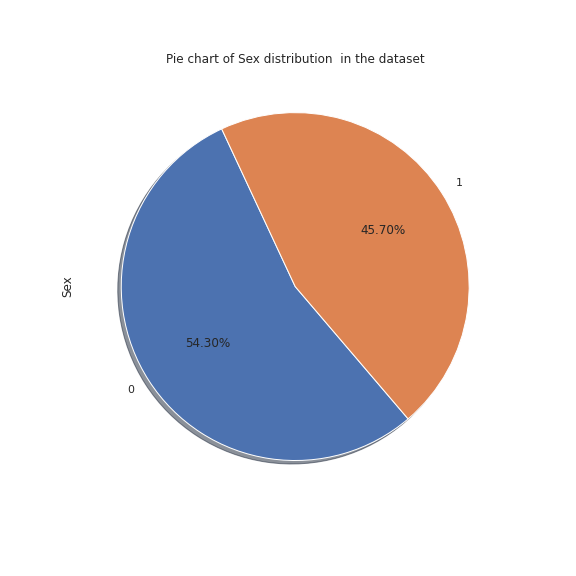 Pie chart of Sex distribution  in the dataset
1
45.70%
Sex
54.30%
0